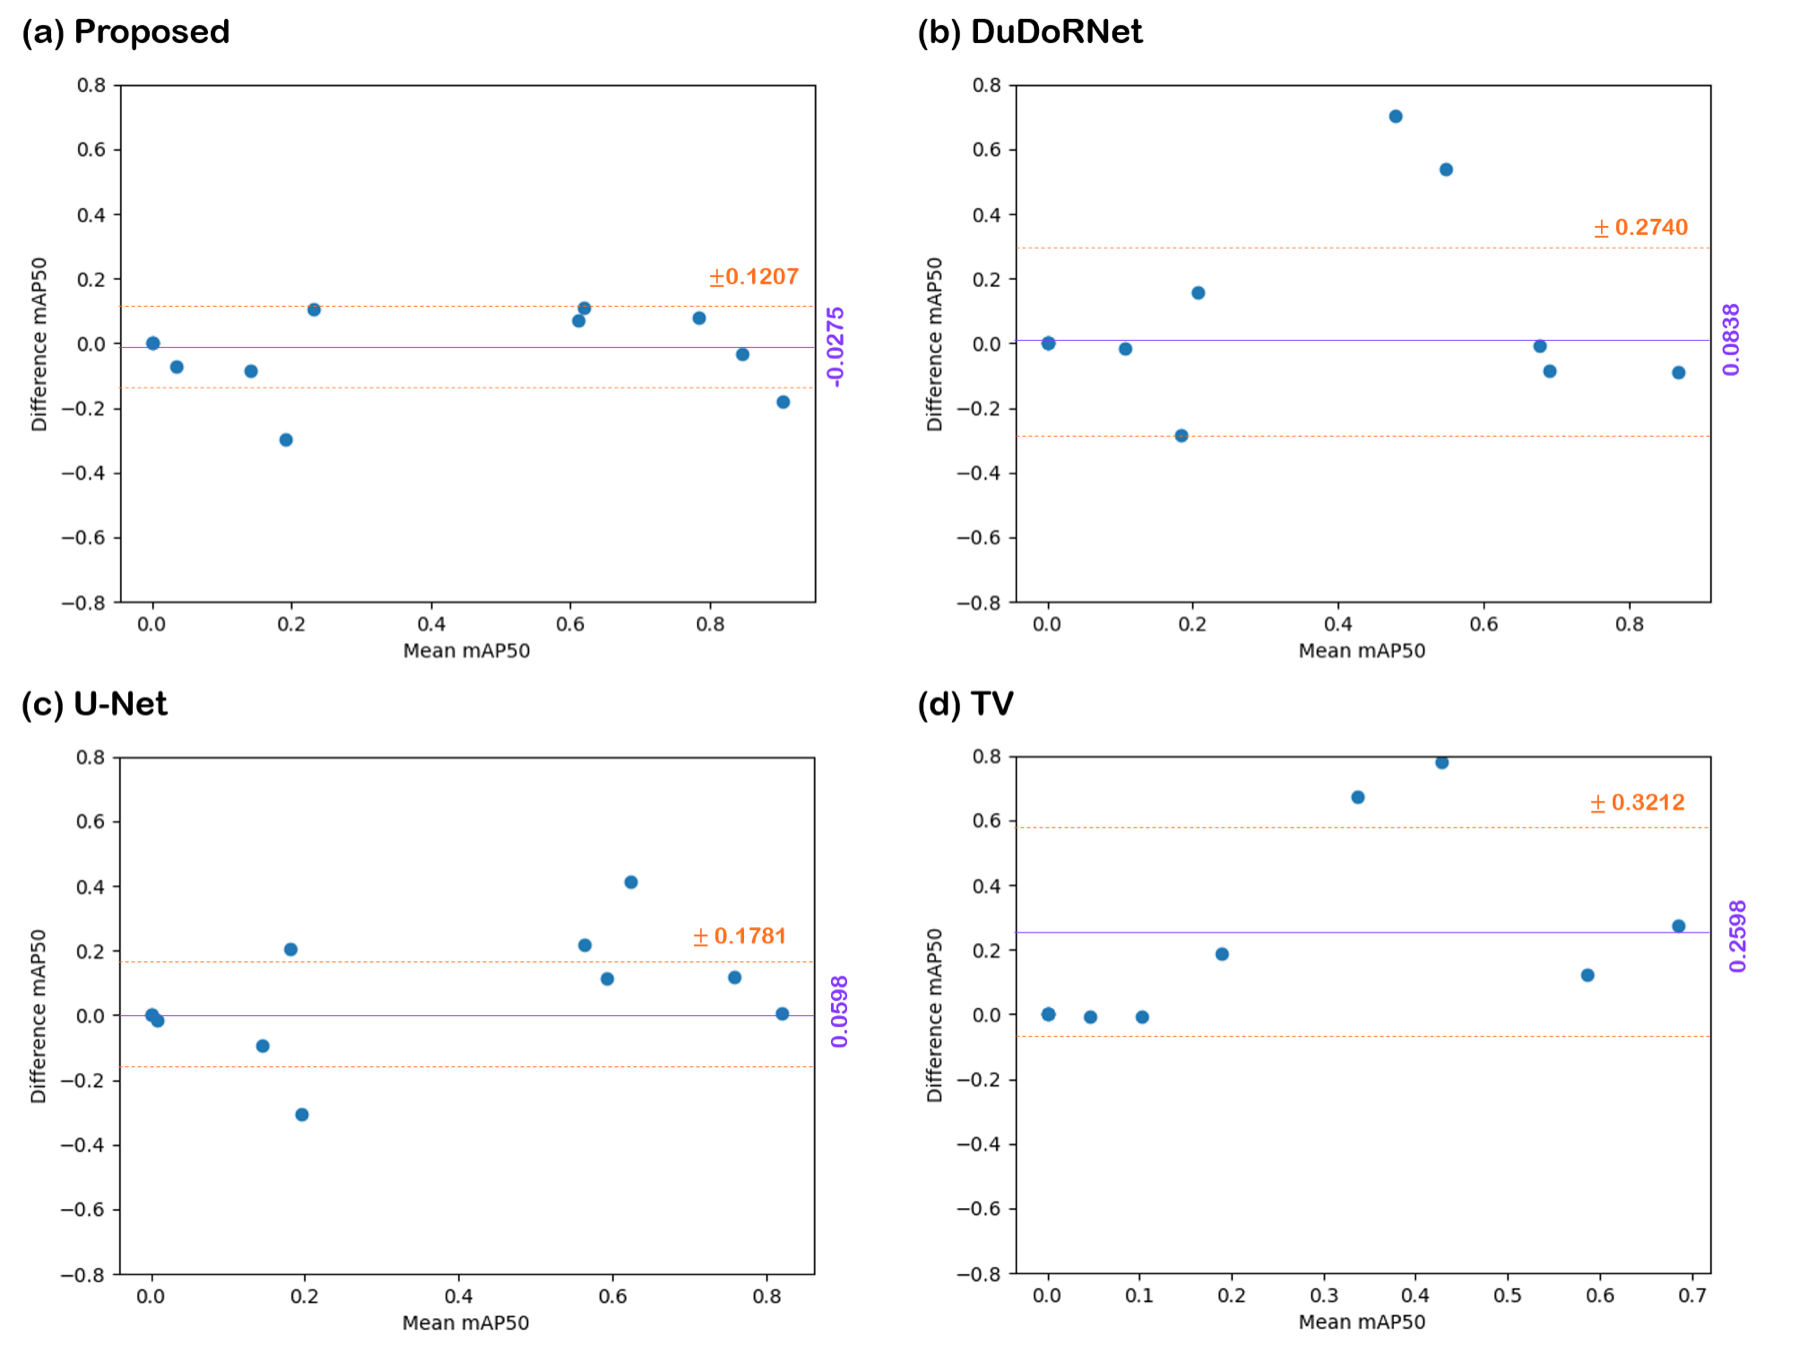 (a) Proposed
0.8
0.6
0.4
0.2
0.0
−0.2
−0.4
−0.6
−0.8
Difference mAP50
±0.1207
-0.0275
0.0 0.2 0.4 0.6 0.8
Mean mAP50
(b) DuDoRNet
0.8
0.6
0.4
0.2
0.0
−0.2
−0.4
−0.6
−0.8
Difference mAP50
± 0.2740
0.0838
0.0 0.2 0.4 0.6 0.8
Mean mAP50
(c) U-Net
0.8
0.6
0.4
0.2
0.0
−0.2
−0.4
−0.6
−0.8
Difference mAP50
± 0.1781
0.0598
0.0 0.2 0.4 0.6 0.8
Mean mAP50
(d) TV
0.8
0.6
0.4
0.2
0.0
−0.2
−0.4
−0.6
−0.8
Difference mAP50
± 0.3212
0.2598
0.0 0.1 0.2 0.3 0.4 0.5 0.6 0.7
Mean mAP50